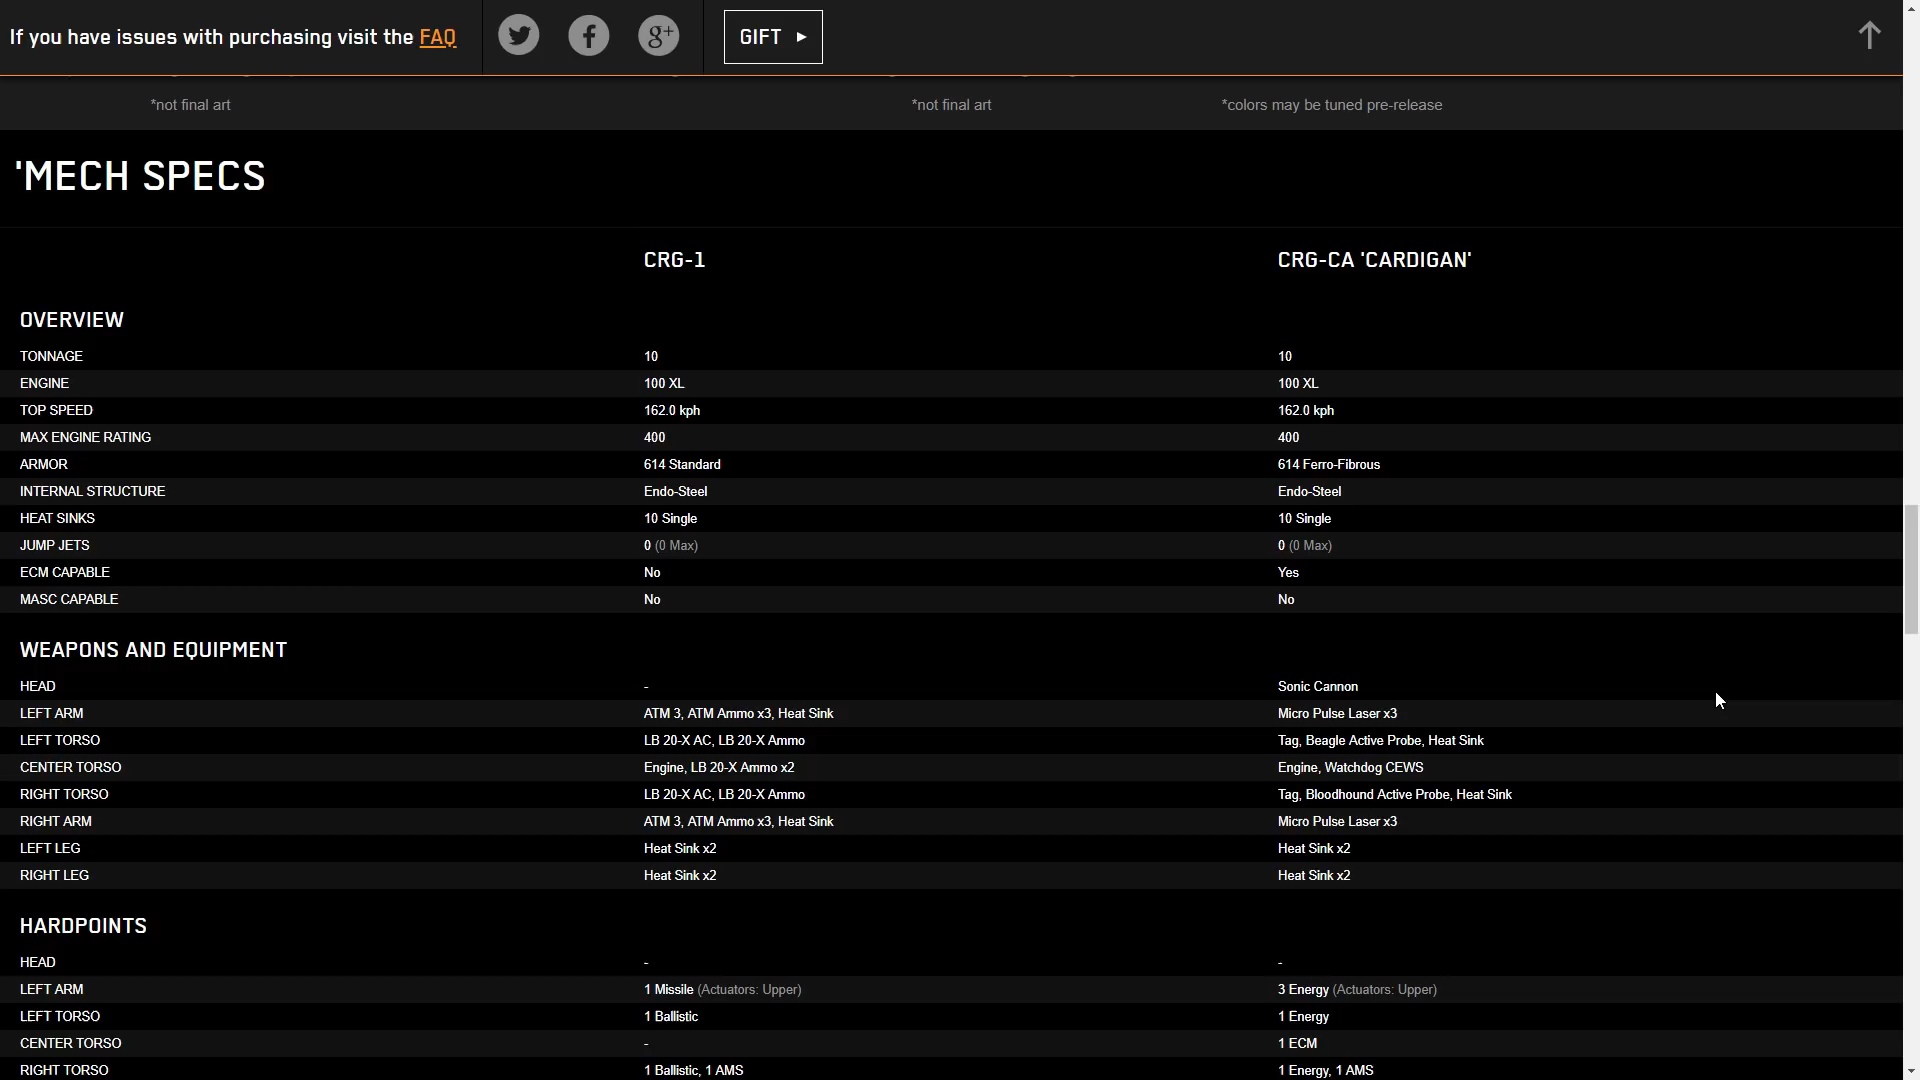 If you have issues with purchasing visit the FAQ
g+
GIFT ►
*not final art *not final art *colors may be tuned pre-release
'MECH SPECS
CRG-1 CRG-CA 'CARDIGAN'
OVERVIEW
TONNAGE 10 10
ENGINE 100 XL 100 XL
TOP SPEED 162.0 kph 162.0 kph
MAX ENGINE RATING 400 400
ARMOR 614 Standard 614 Ferro-Fibrous
INTERNAL STRUCTURE Endo-Steel Endo-Steel
HEAT SINKS 10 Single 10 Single
JUMP JETS 0 (0 Max) 0 (0 Max)
ECM CAPABLE No Yes
MASC CAPABLE No No
WEAPONS AND EQUIPMENT
HEAD - Sonic Cannon
LEFT ARM ATM 3, ATM Ammo x3, Heat Sink Micro Pulse Laser x3
LEFT TORSO LB 20-X AC, LB 20-X Ammo Tag, Beagle Active Probe, Heat Sink
CENTER TORSO Engine, LB 20-X Ammo x2 Engine, Watchdog CEWS
RIGHT TORSO LB 20-X AC, LB 20-X Ammo Tag, Bloodhound Active Probe, Heat Sink
RIGHT ARM ATM 3, ATM Ammo x3, Heat Sink Micro Pulse Laser x3
LEFT LEG Heat Sink x2 Heat Sink x2
RIGHT LEG Heat Sink x2 Heat Sink x2
HARDPOINTS
HEAD - -
LEFT ARM 1 Missile (Actuators: Upper) 3 Energy (Actuators: Upper)
LEFT TORSO 1 Ballistic 1 Energy
CENTER TORSO - 1 ECM
RIGHT TORSO 1 Ballistic, 1 AMS 1 Energy, 1 AMS